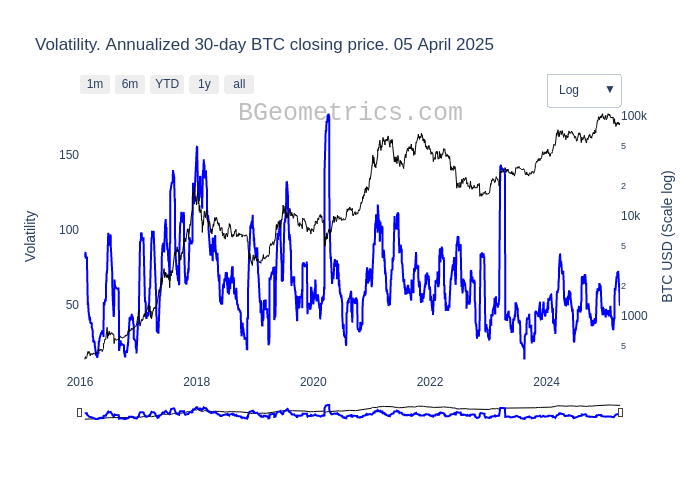 Volatility. Annualized 30-day BTC closing price. 05 April 2025
1m 6m YTD 1y all
Log ▼
BGeometrics.com
150
100
50
Volatility
100k
5
2
10k
5
2
1000
5
BTC USD (Scale log)
2016 2018 2020 2022 2024